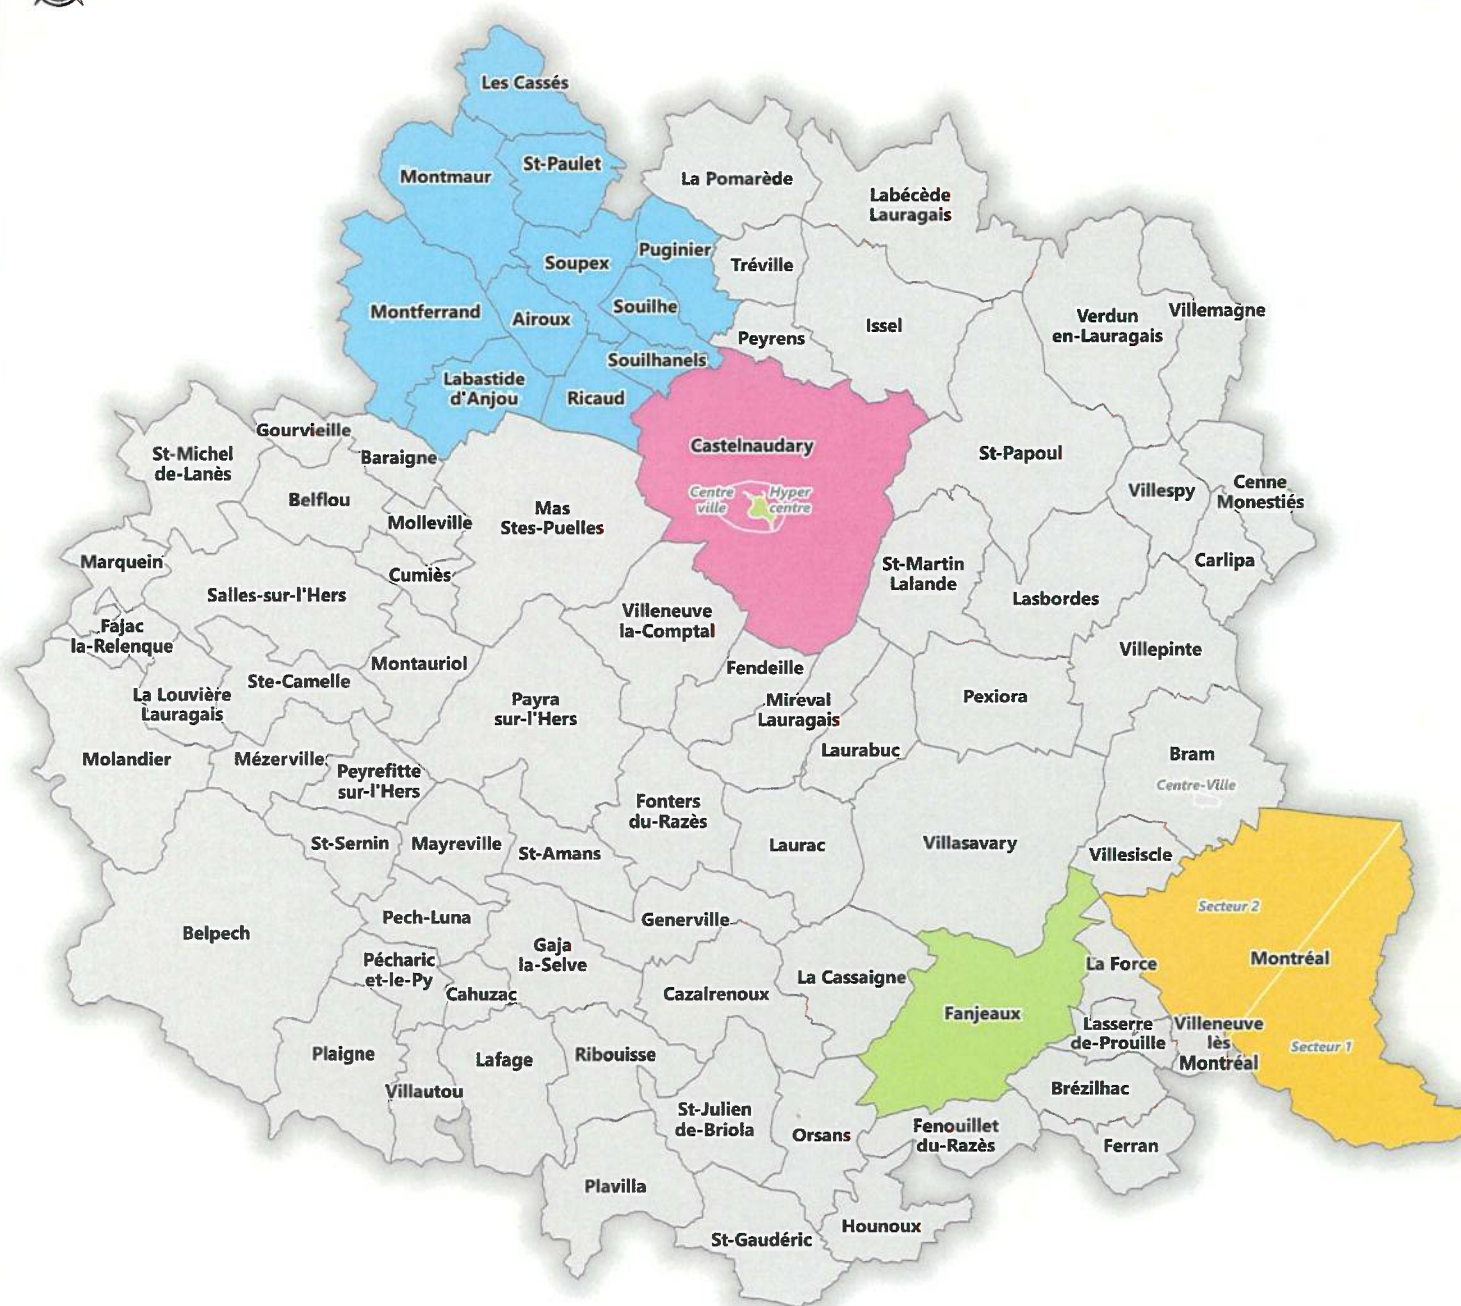 Les Cassés
Montmaur
St-Paulet
La Pomarède
Labécède
Lauragais
Puginier
Soupex
Tréville
Montferrand
Airoux
Souilhe
Issel
Verdun
en-Lauragais
Villemagne
Peyrens
Souilhanels
Labastide
d'Anjou
Ricaud
Gourvieille
St-Michel
de-Lanès
Baraigne
Castelnaudary
St-Papoul
Belflou
Molleville
Mas
Stes-Puelles
Centre
ville
Hyper
centre
Villespy
Cenne
Monestiés
Marquein
Cumiès
Salles-sur-l'Hers
St-Martin
Lalande
Lasbordes
Carlipa
Fajac
la-Relenque
Villeneuve
la-Comptal
Villepinte
Montauriol
Fendeille
La Louvière
Lauragais
Ste-Camelle
Payra
sur-l'Hers
Mireval
Lauragais
Pexiora
Molandier
Mézerville
Peyrefitte
sur-l'Hers
Laurabuc
Bram
Centre-Ville
Fonters
du-Razès
St-Sernin
Mayreville
St-Amans
Laurac
Villasavary
Villesiscle
Belpech
Pech-Luna
Generville
Secteur 2
Gaja
la-Selve
Pécharic
et-le-Py
Cahuzac
Cazalrenoux
La Cassaigne
La Force
Montréal
Fanjeaux
Lasserre
de-Prouille
Villeneuve
lès
Montréal
Secteur 1
Plaigne
Lafage
Ribouisse
Villautou
Brézilhac
St-Julien
de-Briola
Orsans
Fenouillet
du-Razès
Ferran
Plavilla
St-Gaudéric
Hounoux